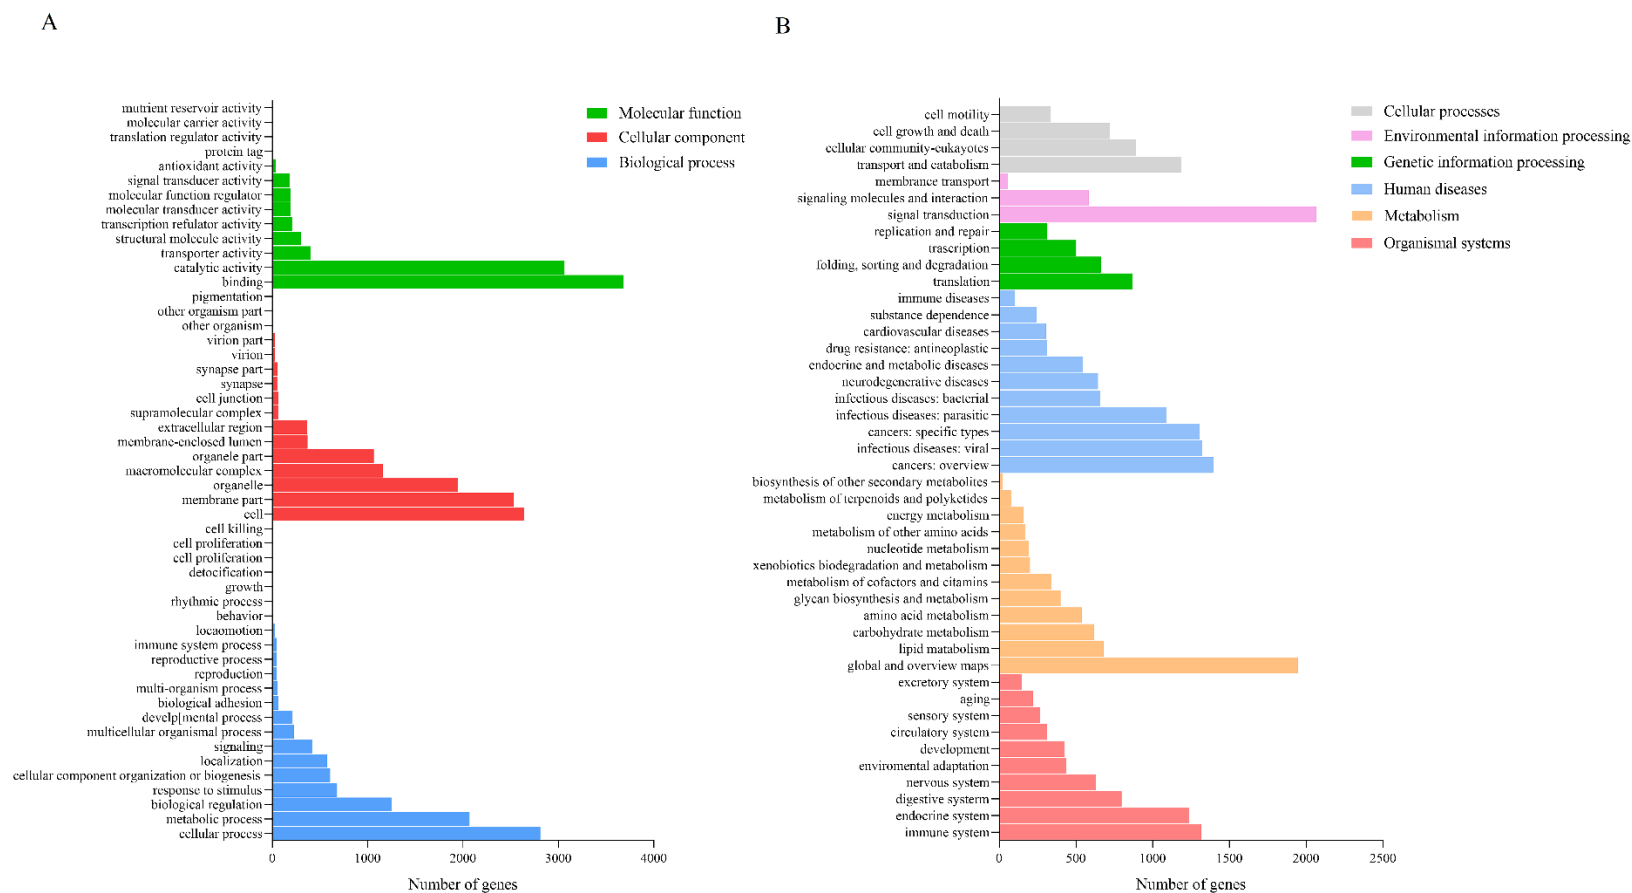 A
mutrient reservoir activity
molecular carrier activity
translation regulator activity
protein tag
antioxidant activity
signal transducer activity
molecular function regulator
molecular transducer activity
transcription refulator activity
structural molecule activity
transporter activity
catalytic activity
binding
pigmentation
other organism part
other organism
virion part
virion
synapse part
synapse
cell junction
supramolecular complex
extracellular region
membrane-enclosed lumen
organele part
macromolecular complex
organelle
membrane part
cell
cell killing
cell proliferation
cell proliferation
detocification
growth
rhythmic process
behavior
locaomotion
immune system process
reproductive process
reproduction
multi-organism process
biological adhesion
develp[mental process
multicellular organismal process
signaling
localization
cellular component organization or biogenesis
response to stimulus
biological regulation
metabolic process
cellular process
0 1000 2000 3000 4000
Number of genes
Molecular function
Cellular component
Biological process
B
cell motility
cell growth and death
cellular community-eukayotes
transport and catabolism
membrance transport
signaling molecules and interaction
signal transduction
replication and repair
trascription
folding, sorting and degradation
translation
immune diseases
substance dependence
cardiovascular diseases
drug resistance: antineoplastic
endocrine and metabolic diseases
neurodegenerative diseases
infectious diseases: bacterial
infectious diseases: parasitic
cancers: specific types
infectious diseases: viral
cancers: overview
biosynthesis of other secondary metabolites
metabolism of terpenoids and polyketides
energy metabolism
metabolism of other amino acids
nucleotide metabolism
xenobiotics biodegradation and metabolism
metabolism of cofactors and citamins
glycan biosynthesis and metabolism
amino acid metabolism
carbohydrate metabolism
lipid matabolism
global and overview maps
excretory system
aging
sensory system
circulatory system
development
enviromental adaptation
nervous system
digestive systerm
endocrine system
immune system
0 500 1000 1500 2000 2500
Number of genes
Cellular processes
Environmental information processing
Genetic information processing
Human diseases
Metabolism
Organismal systems